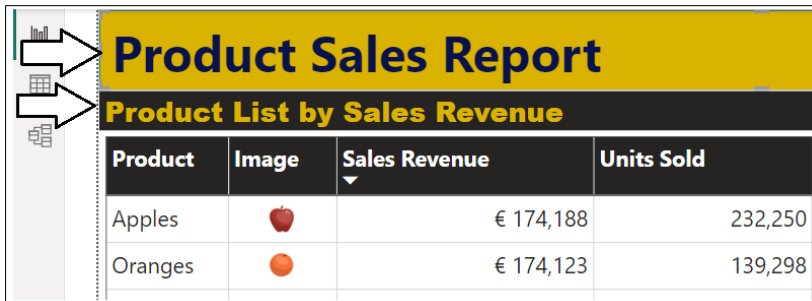 Product Sales Report
Product List by Sales Revenue
Product Image Sales Revenue Units Sold
Apples € 174,188 232,250
Oranges € 174,123 139,298